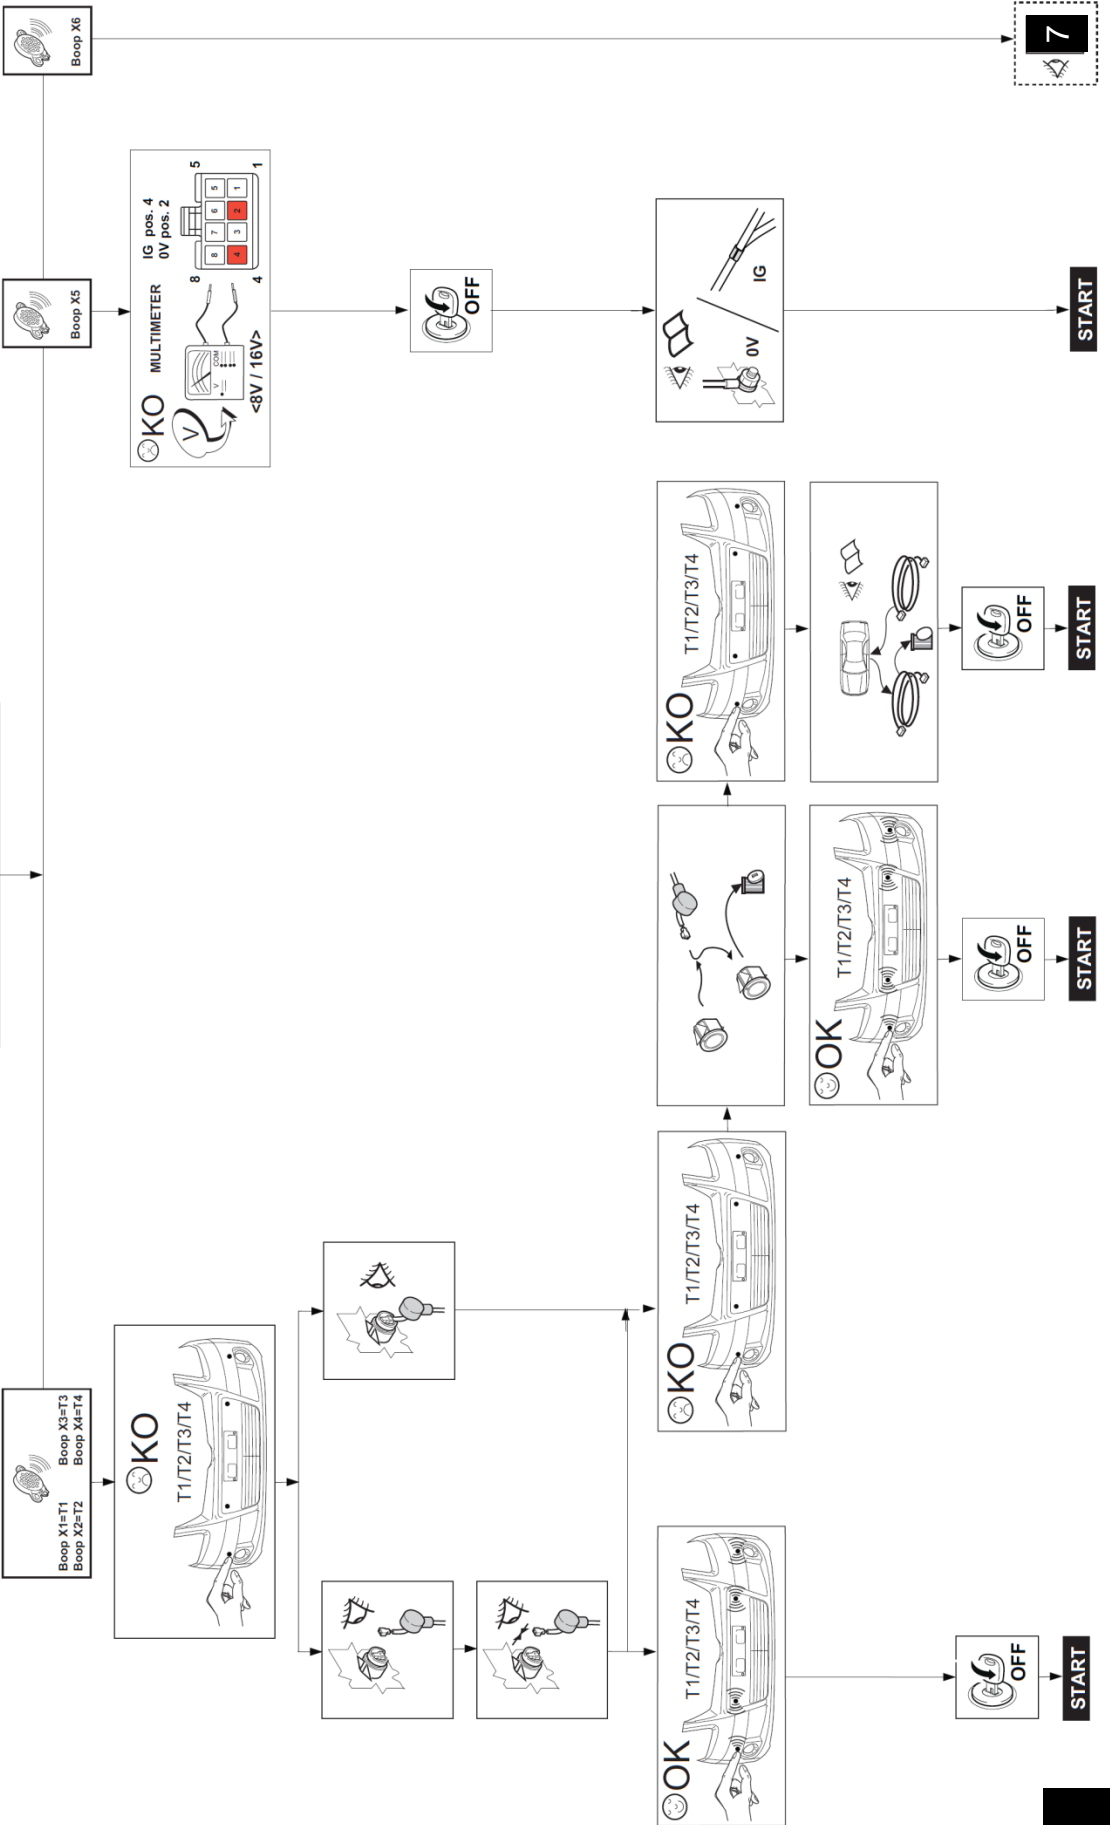 Boop X1=T1 Boop X3=T3
Boop X2=T2 Boop X4=T4
Boop X5
Boop X6
KO
T1/T2/T3/T4
KO
MULTIMETER
IG pos. 4
0V pos. 2
V
V COM
8 5
8 7 6 5
4 3 2 1
4 1
<8V / 16V>
OFF
OK
T1/T2/T3/T4
KO
T1/T2/T3/T4
KO
T1/T2/T3/T4
0V
IG
OK
T1/T2/T3/T4
OFF
OFF
OFF
START
START
START
START
7